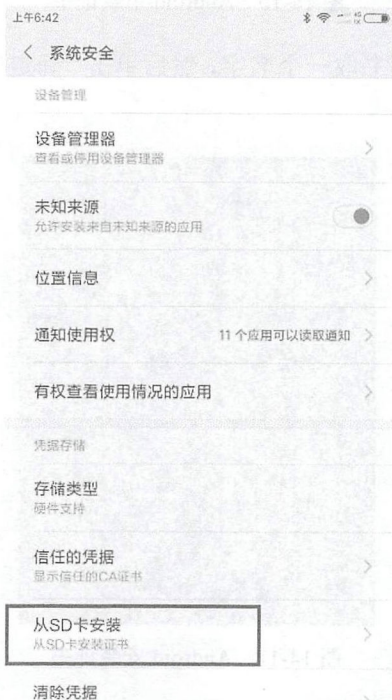 上午6:42
系统安全
设备管理
设备管理器
查看或停用设备管理器
未知来源
允许安装来自未知来源的应用
位置信息
通知使用权 11 个应用可以读取通知
有权查看使用情况的应用
凭据存储
存储类型
硬件支持
信任的凭据
显示信任的CA证书
从SD卡安装
从SD卡安装证书
清除凭据